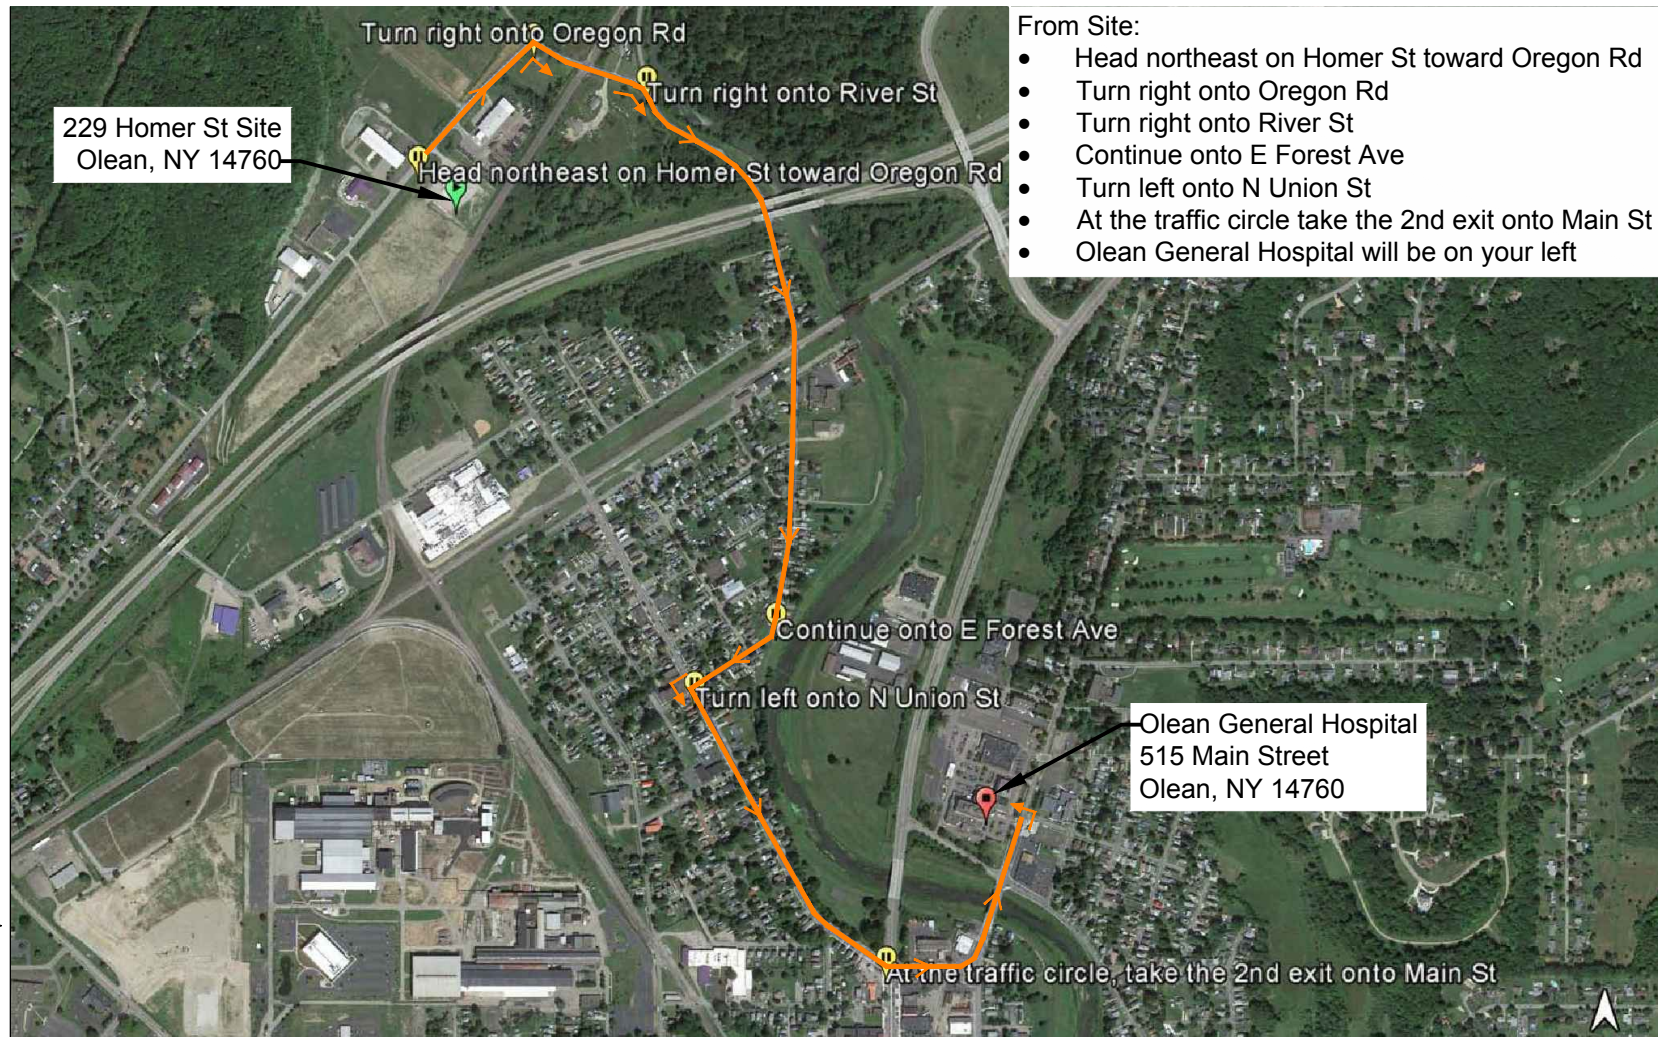 Turn right onto Oregon Rd
From Site:
• Head northeast on Homer St toward Oregon Rd
• Turn right onto Oregon Rd
• Turn right onto River St
• Continue onto E Forest Ave
• Turn left onto N Union St
• At the traffic circle take the 2nd exit onto Main St
• Olean General Hospital will be on your left
Turn right onto River St
229 Homer St Site
Olean, NY 14760
Head northeast on Homer St toward Oregon Rd
Continue onto E Forest Ave
Turn left onto N Union St
Olean General Hospital
515 Main Street
Olean, NY 14760
At the traffic circle, take the 2nd exit onto Main St